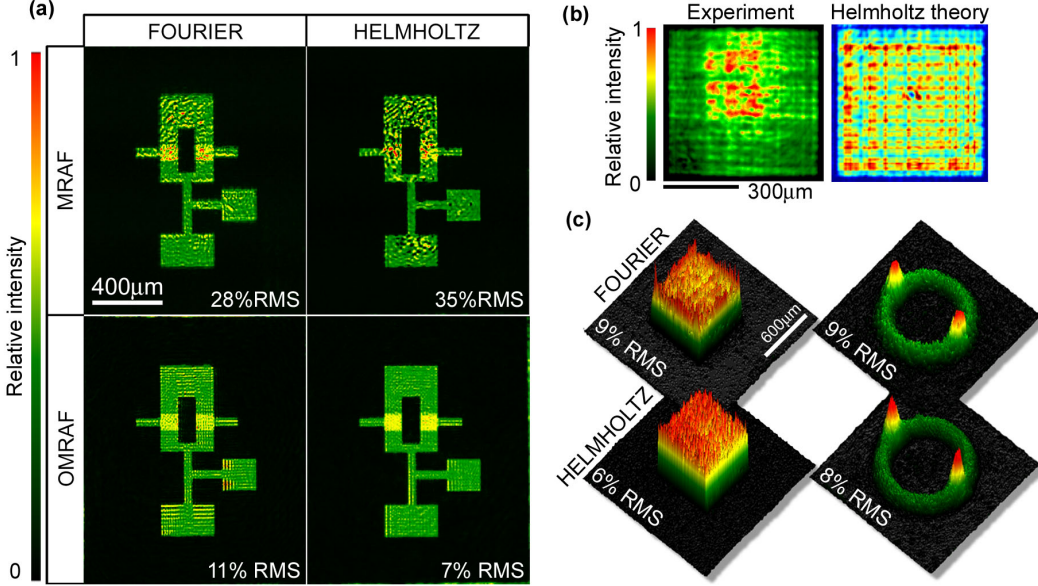 (a)
FOURIER
HELMHOLTZ
1
Relative intensity
0
MRAF
400μm
28%RMS
35%RMS
OMRAF
11% RMS
7% RMS
(b)
Experiment
Helmholtz theory
1
Relative intensity
0
300μm
(c)
FOURIER
9% RMS
600μm
9% RMS
HELMHOLTZ
6% RMS
8% RMS